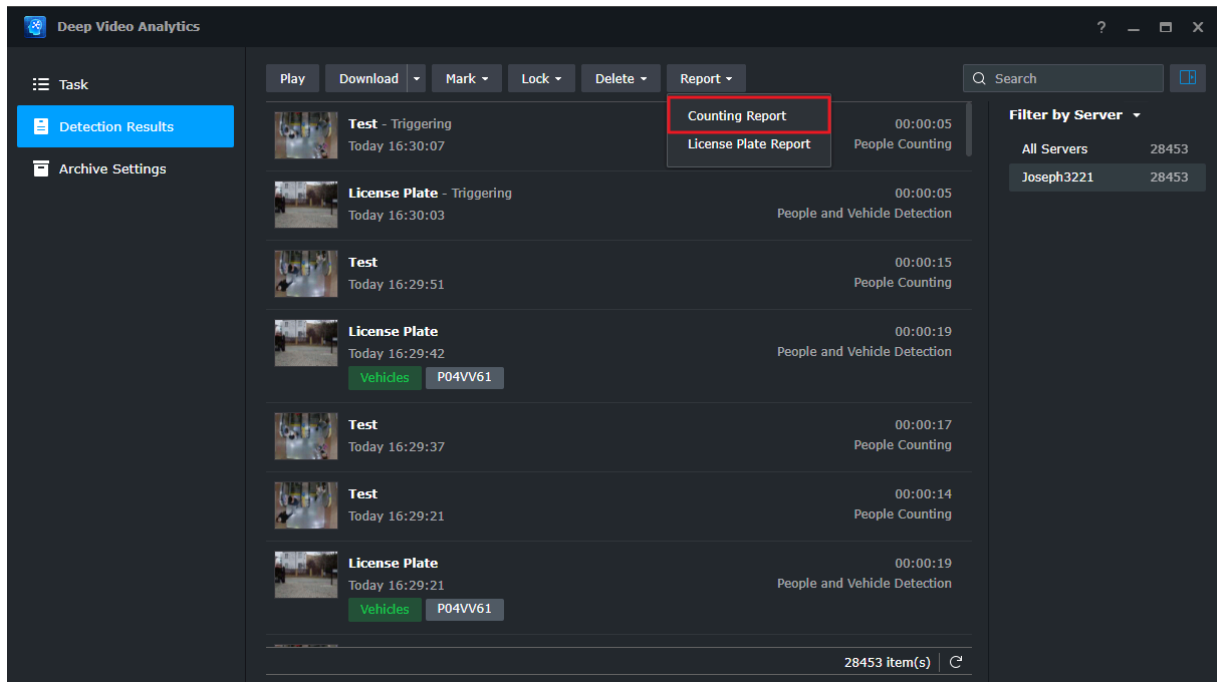 Deep Video Analytics
?
Task
Detection Results
Archive Settings
Play Download Mark Lock Delete Report
Search
Counting Report
License Plate Report
Test - Triggering
Today 16:30:07
00:00:05
People Counting
License Plate - Triggering
Today 16:30:03
00:00:05
People and Vehicle Detection
Test
Today 16:29:51
00:00:15
People Counting
License Plate
Today 16:29:42
Vehicles P04VV61
00:00:19
People and Vehicle Detection
Test
Today 16:29:37
00:00:17
People Counting
Test
Today 16:29:21
00:00:14
People Counting
License Plate
Today 16:29:21
Vehicles P04VV61
00:00:19
People and Vehicle Detection
28453 item(s)
Filter by Server
All Servers 28453
Joseph3221 28453